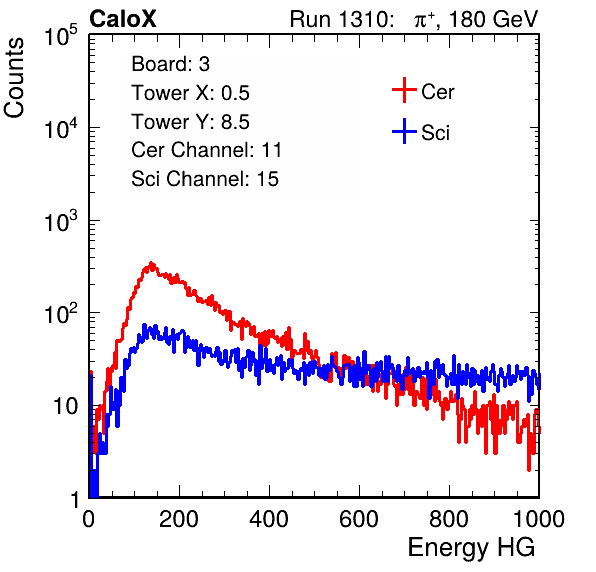 CaloX Run 1310: π⁺, 180 GeV
Board: 3
Tower X: 0.5
Tower Y: 8.5
Cer Channel: 11
Sci Channel: 15
Cer
Sci
Counts
10⁵
10⁴
10³
10²
10
1
0 200 400 600 800 1000
Energy HG